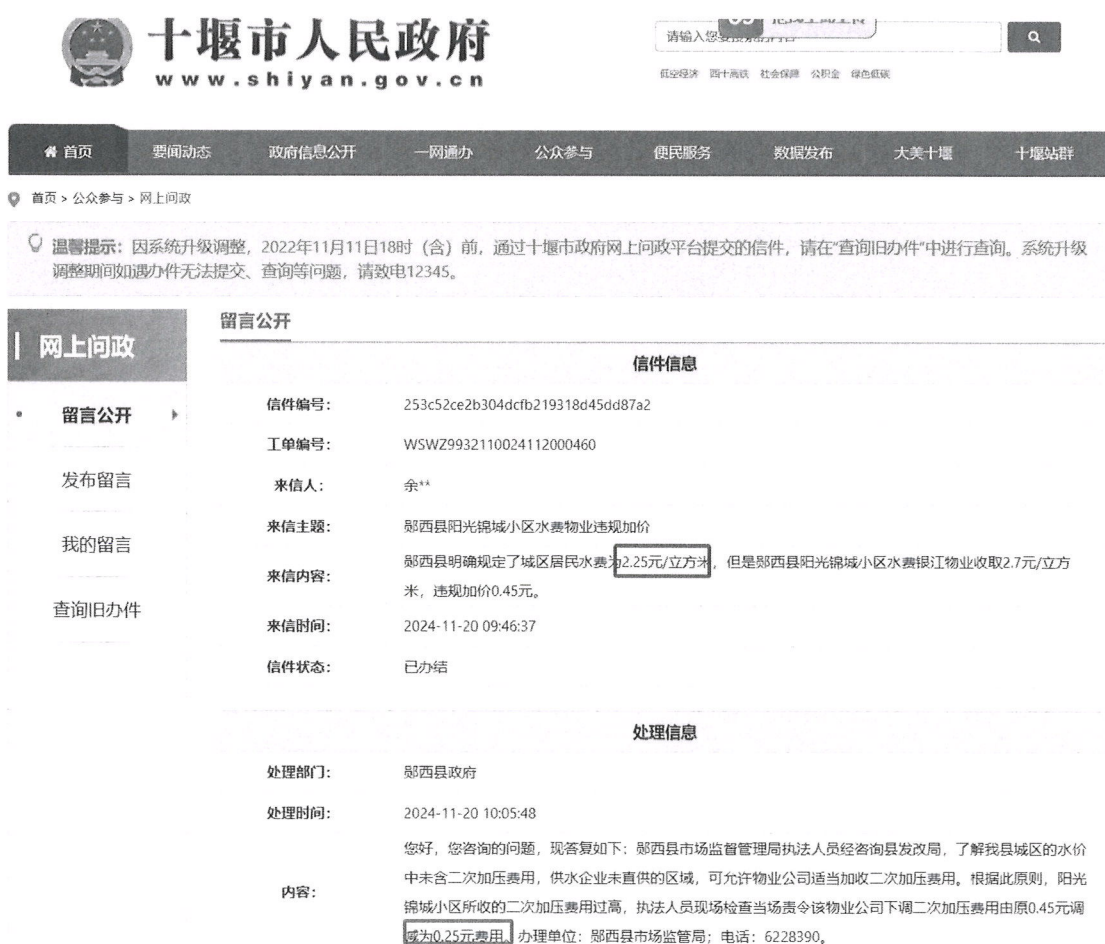 十堰市人民政府
www.shiyan.gov.cn
请输入您要搜索的内容
低空经济 四十高铁 社会保障 公积金 绿色低碳
首页 要闻动态 政府信息公开 一网通办 公众参与 便民服务 数据发布 大美十堰 十堰站群
首页 > 公众参与 > 网上问政
温馨提示：因系统升级调整，2022年11月11日18时（含）前，通过十堰市政府网上问政平台提交的信件，请在“查询旧办件”中进行查询。系统升级
调整期间如遇办件无法提交、查询等问题，请致电12345。
网上问政
留言公开
发布留言
我的留言
查询旧办件
留言公开
信件信息
信件编号： 253c52ce2b304dcfb219318d45dd87a2
工单编号： WSWZ9932110024112000460
来信人： 余**
来信主题： 郧西县阳光锦城小区水费物业违规加价
来信内容： 郧西县明确规定了城区居民水费为2.25元/立方米，但是郧西县阳光锦城小区水费银江物业收取2.7元/立方
米，违规加价0.45元。
来信时间： 2024-11-20 09:46:37
信件状态： 已办结
处理信息
处理部门： 郧西县政府
处理时间： 2024-11-20 10:05:48
内容： 您好，您咨询的问题，现答复如下：郧西县市场监督管理局执法人员经咨询县发改局，了解我县城区的水价
中未含二次加压费用，供水企业未直供的区域，可允许物业公司适当加收二次加压费用。根据此原则，阳光
锦城小区所收的二次加压费用过高，执法人员现场检查当场责令该物业公司下调二次加压费用由原0.45元调
减为0.25元费用。办理单位：郧西县市场监管局；电话：6228390。